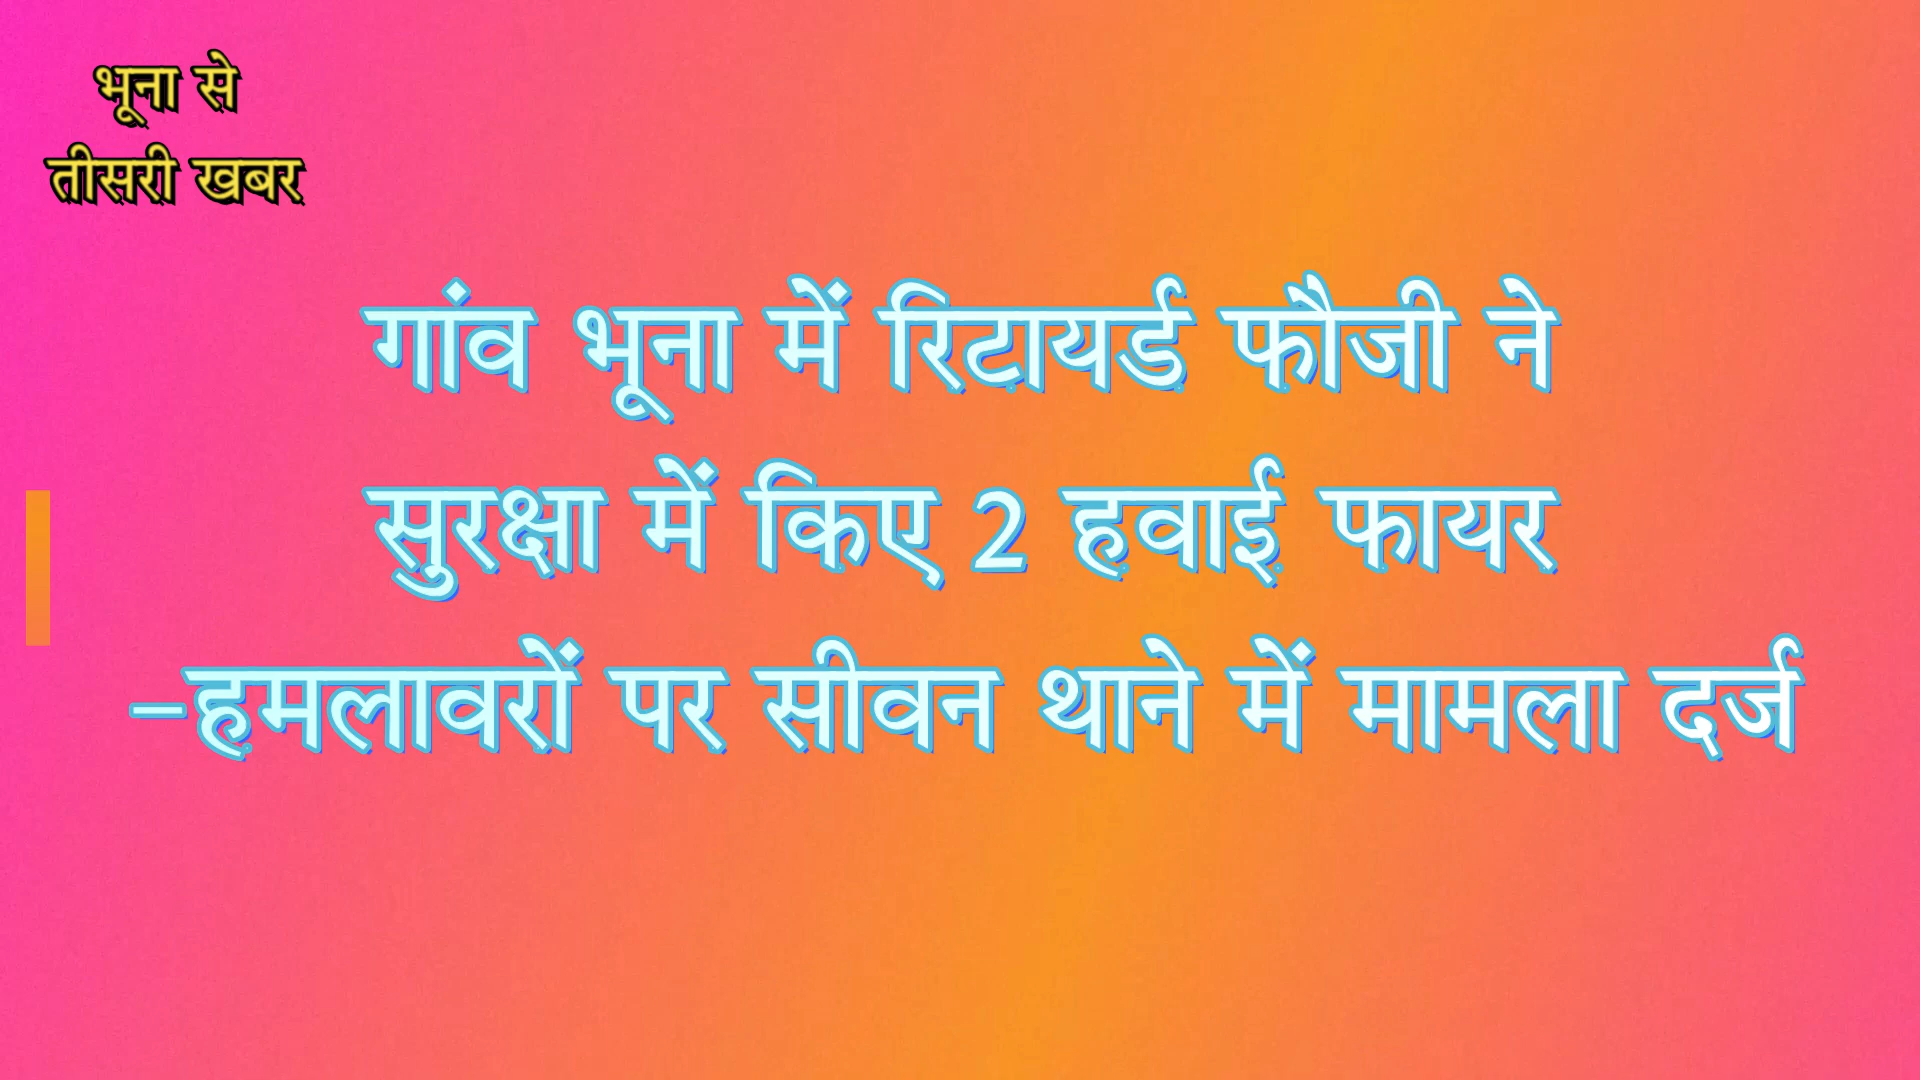 भूना से
तीसरी खबर
गांव भूना में रिटायर्ड फौजी ने
सुरक्षा में किए 2 हवाई फायर
-हमलावरों पर सीवन थाने में मामला दर्ज